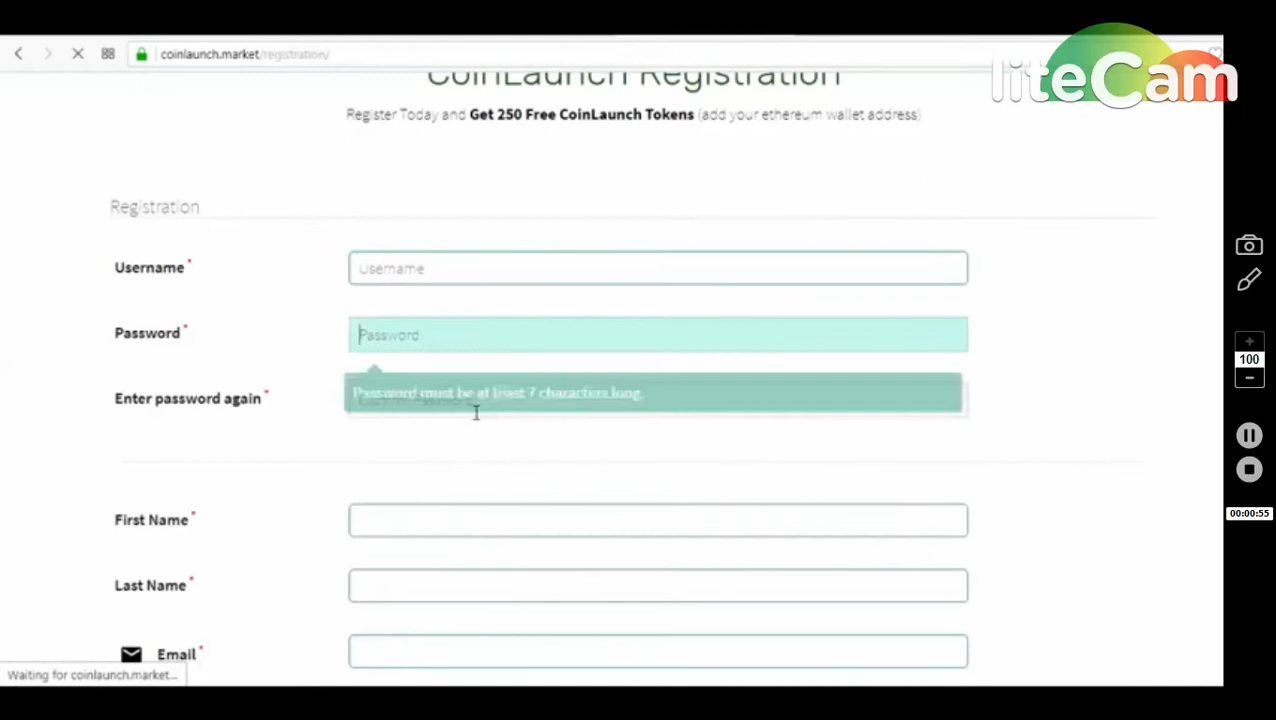 coinlaunch.market/registration/
liteCam
CoinLaunch Registration
Register Today and Get 250 Free CoinLaunch Tokens (add your ethereum wallet address)
Registration
Username *
Username
Password *
Password
Password must be at least 7 characters long.
Enter password again *
First Name *
Last Name *
Email *
Waiting for coinlaunch.market...
+
100
-
00:00:55